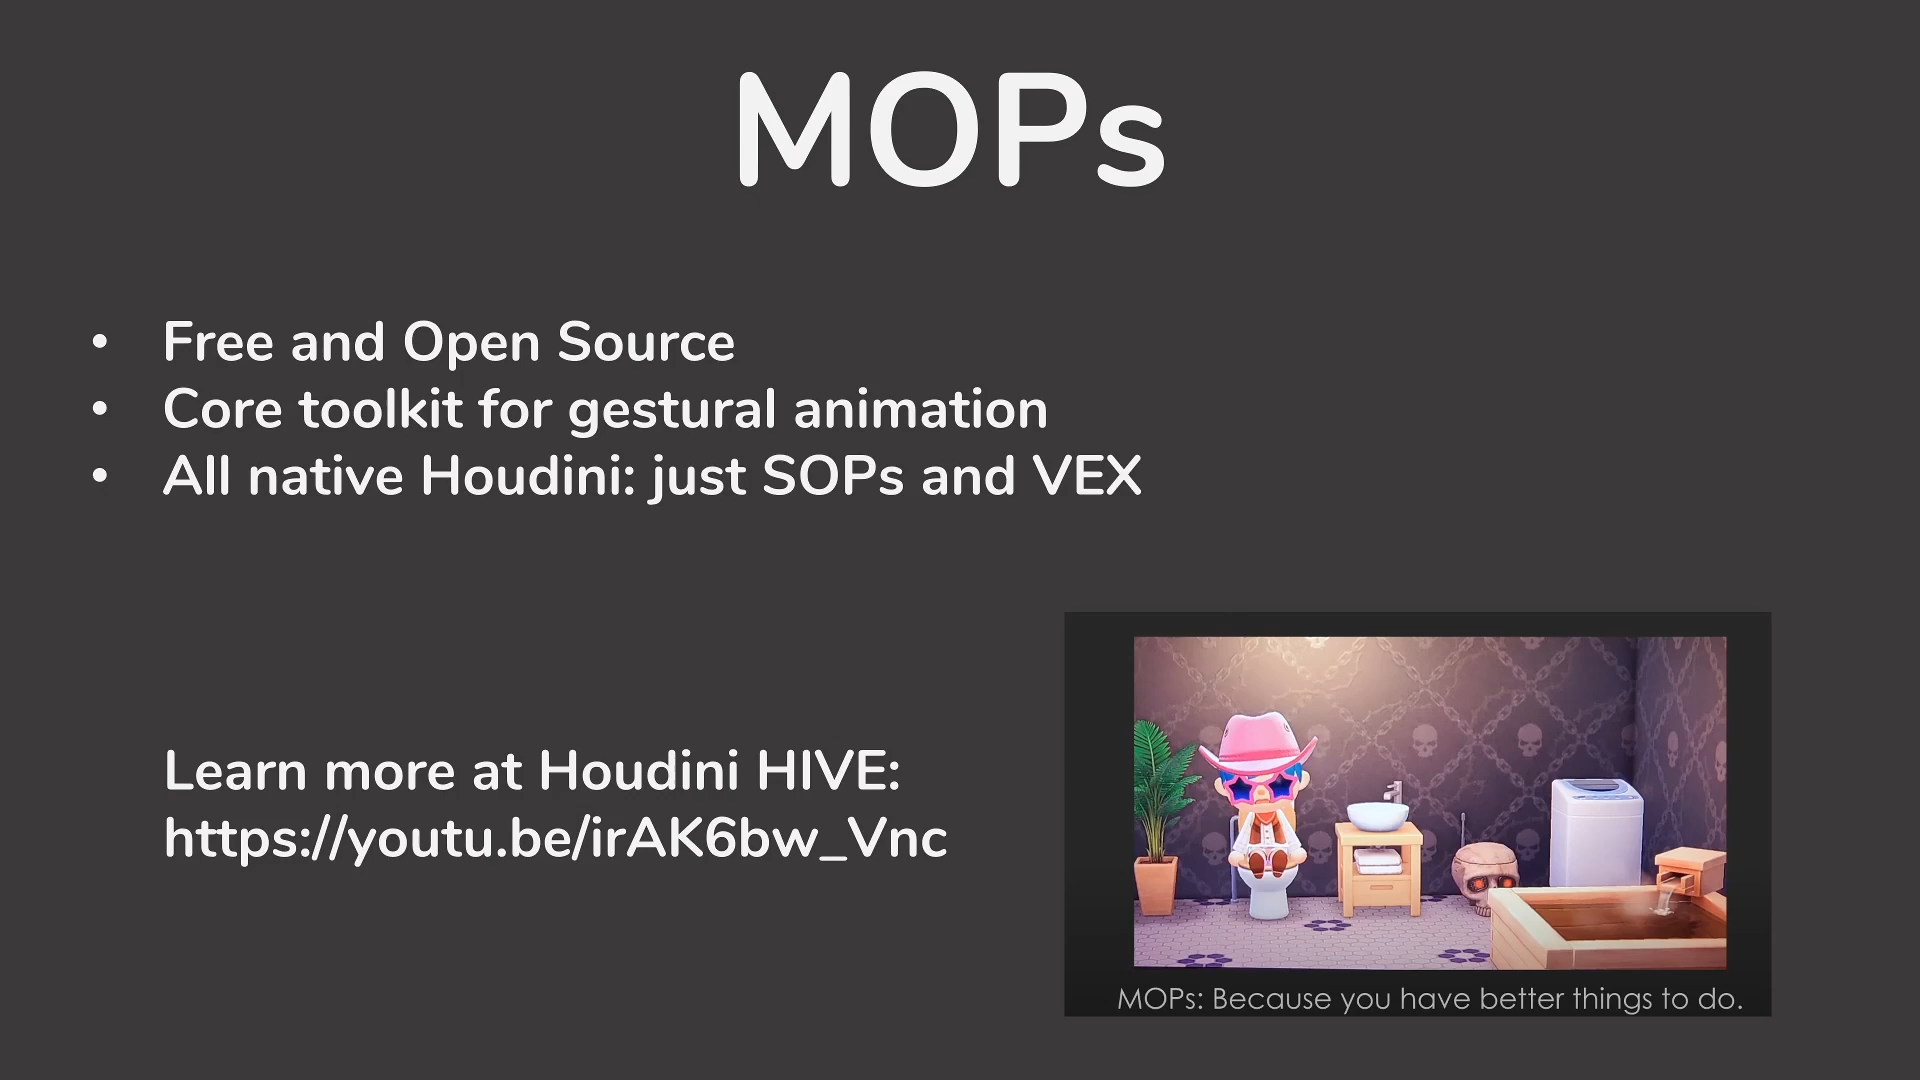 MOPs
• Free and Open Source
• Core toolkit for gestural animation
• All native Houdini: just SOPs and VEX
Learn more at Houdini HIVE:
https://youtu.be/irAK6bw_Vnc
MOPs: Because you have better things to do.